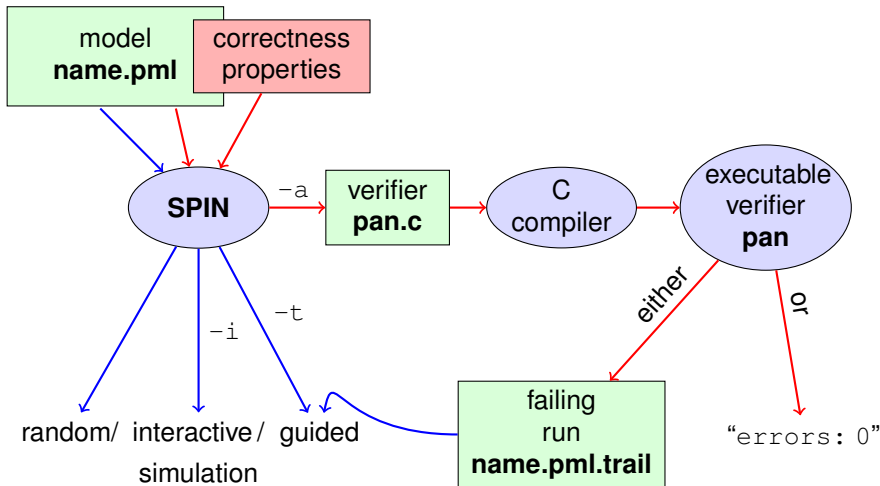 model
name.pml
correctness
properties
SPIN
-a
verifier
pan.c
C
compiler
executable
verifier
pan
either
or
-i
-t
random/ interactive/ guided
simulation
failing
run
name.pml.trail
“errors: 0”